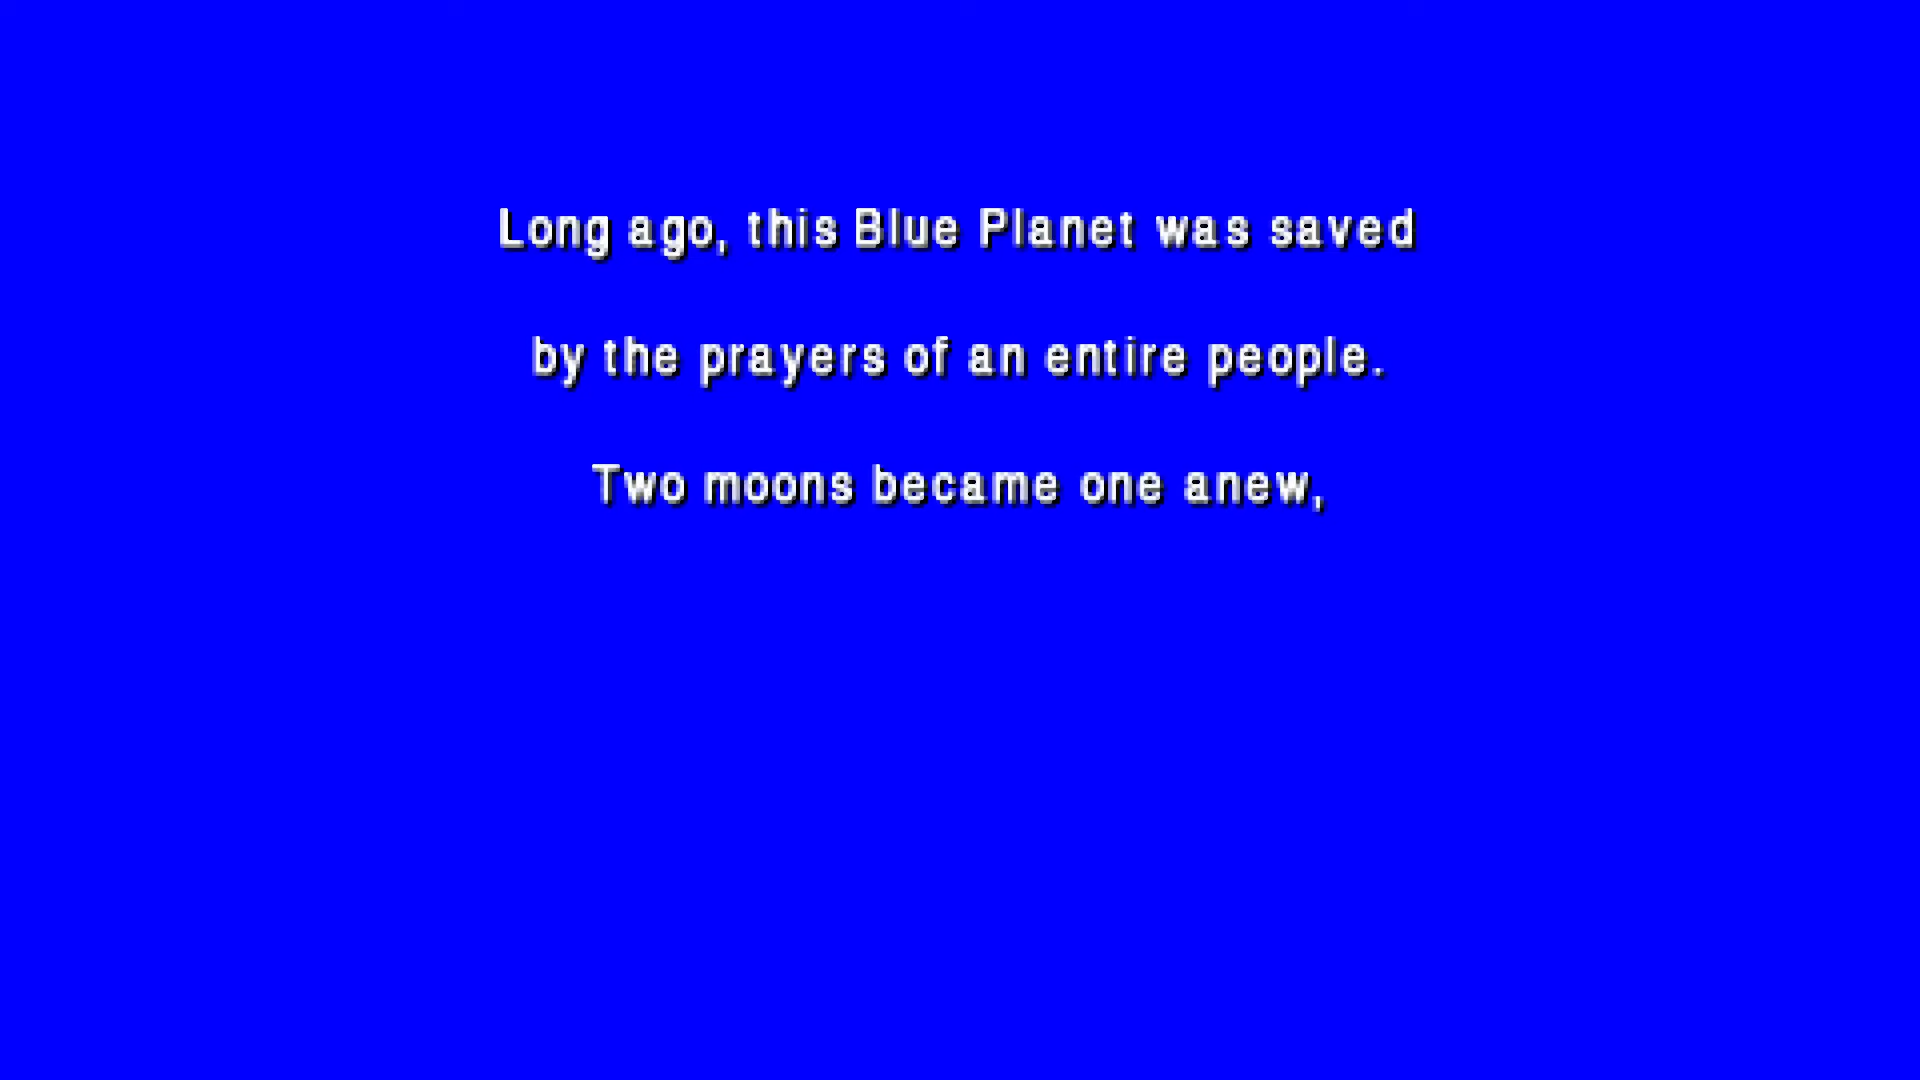 Long ago, this Blue Planet was saved
by the prayers of an entire people.
Two moons became one anew,